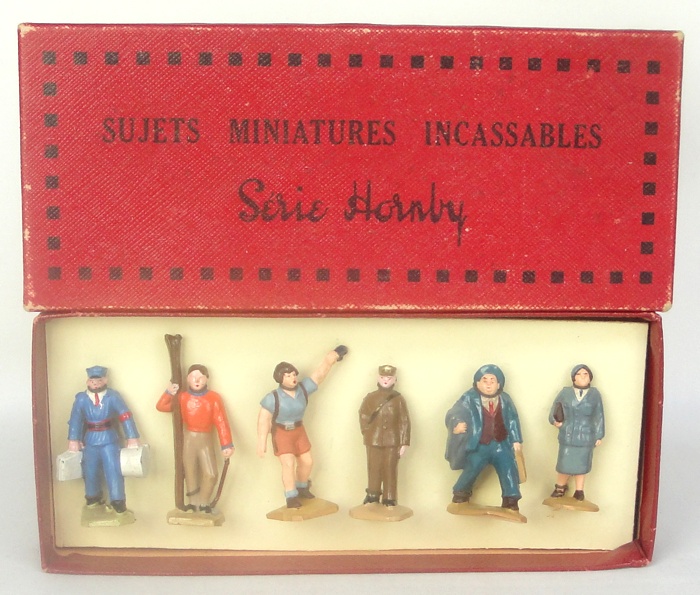 SUJETS MINIATURES INCASSABLES
Série Hornby